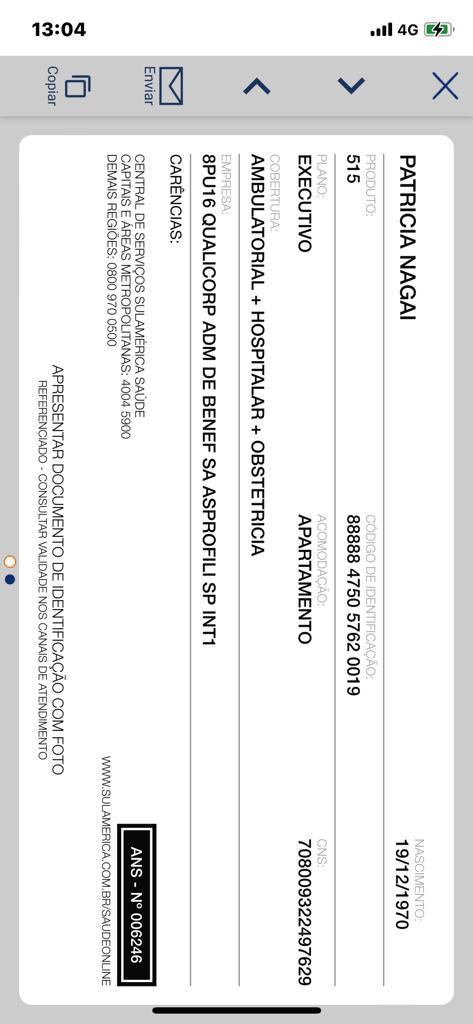 13:04
4G
Copiar
Enviar
PATRICIA NAGAI
NASCIMENTO:
19/12/1970
PRODUTO:
515
CÓDIGO DE IDENTIFICAÇÃO:
88888 4750 5762 0019
PLANO:
EXECUTIVO
ACOMODAÇÃO:
APARTAMENTO
CNS:
708009322497629
COBERTURA:
AMBULATORIAL + HOSPITALAR + OBSTETRICIA
EMPRESA:
8PU16 QUALICORP ADM DE BENEF SA ASPROFILI SP INT1
CARÊNCIAS:
CENTRAL DE SERVIÇOS SULAMÉRICA SAÚDE
CAPITAIS E ÁREAS METROPOLITANAS: 4004 5900
DEMAIS REGIÕES: 0800 970 0500
ANS - Nº 006246
WWW.SULAMERICA.COM.BR/SAUDEONLINE
APRESENTAR DOCUMENTO DE IDENTIFICAÇÃO COM FOTO
REFERENCIADO - CONSULTAR VALIDADE NOS CANAIS DE ATENDIMENTO